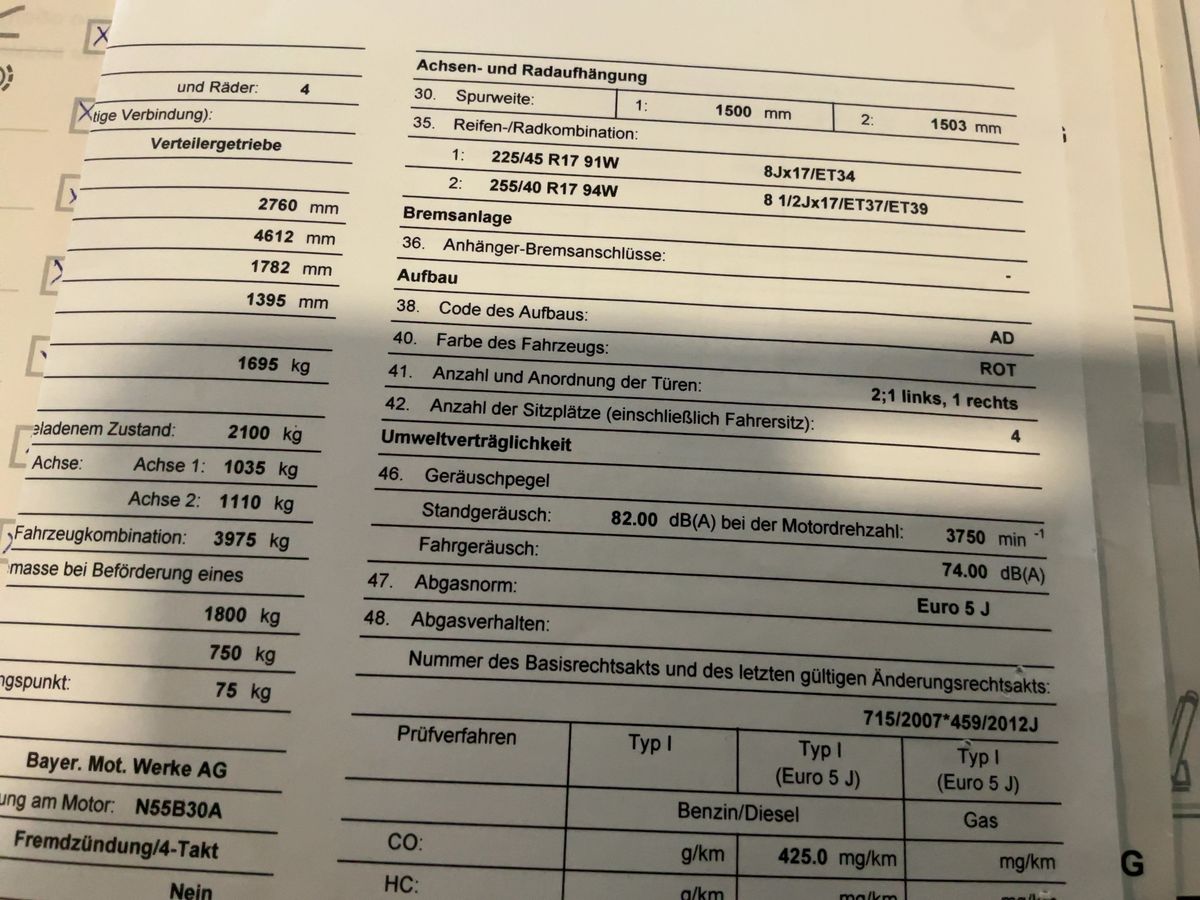 und Räder: 4
tige Verbindung):
Verteilergetriebe
2760 mm
4612 mm
1782 mm
1395 mm
1695 kg
eladenem Zustand: 2100 kg
Achse: Achse 1: 1035 kg
Achse 2: 1110 kg
Fahrzeugkombination: 3975 kg
masse bei Beförderung eines
1800 kg
750 kg
ngspunkt: 75 kg
Bayer. Mot. Werke AG
ung am Motor: N55B30A
Fremdzündung/4-Takt
Nein
Achsen- und Radaufhängung
30. Spurweite: 1: 1500 mm 2: 1503 mm
35. Reifen-/Radkombination:
1: 225/45 R17 91W 8Jx17/ET34
2: 255/40 R17 94W 8 1/2Jx17/ET37/ET39
Bremsanlage
36. Anhänger-Bremsanschlüsse: -
Aufbau
38. Code des Aufbaus: AD
40. Farbe des Fahrzeugs: ROT
41. Anzahl und Anordnung der Türen: 2;1 links, 1 rechts
42. Anzahl der Sitzplätze (einschließlich Fahrersitz): 4
Umweltverträglichkeit
46. Geräuschpegel
Standgeräusch: 82.00 dB(A) bei der Motordrehzahl: 3750 min -1
Fahrgeräusch: 74.00 dB(A)
47. Abgasnorm: Euro 5 J
48. Abgasverhalten:
Nummer des Basisrechtsakts und des letzten gültigen Änderungsrechtsakts:
715/2007*459/2012J
Prüfverfahren Typ I Typ I (Euro 5 J) Typ I (Euro 5 J)
Benzin/Diesel Gas
CO: g/km 425.0 mg/km mg/km
HC: g/km mg/km mg/km
G